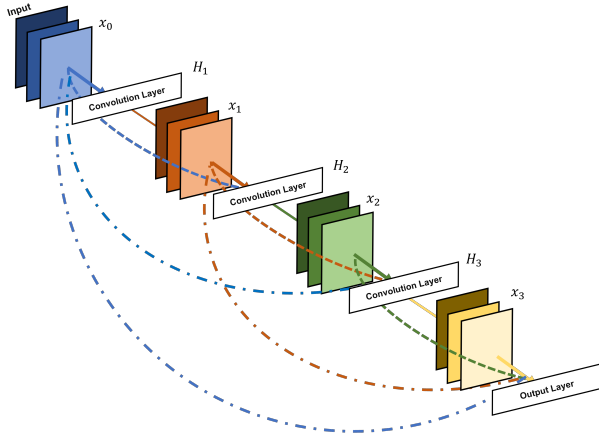 Input
x₀
H₁
Convolution Layer
x₁
H₂
Convolution Layer
x₂
H₃
Convolution Layer
x₃
Output Layer